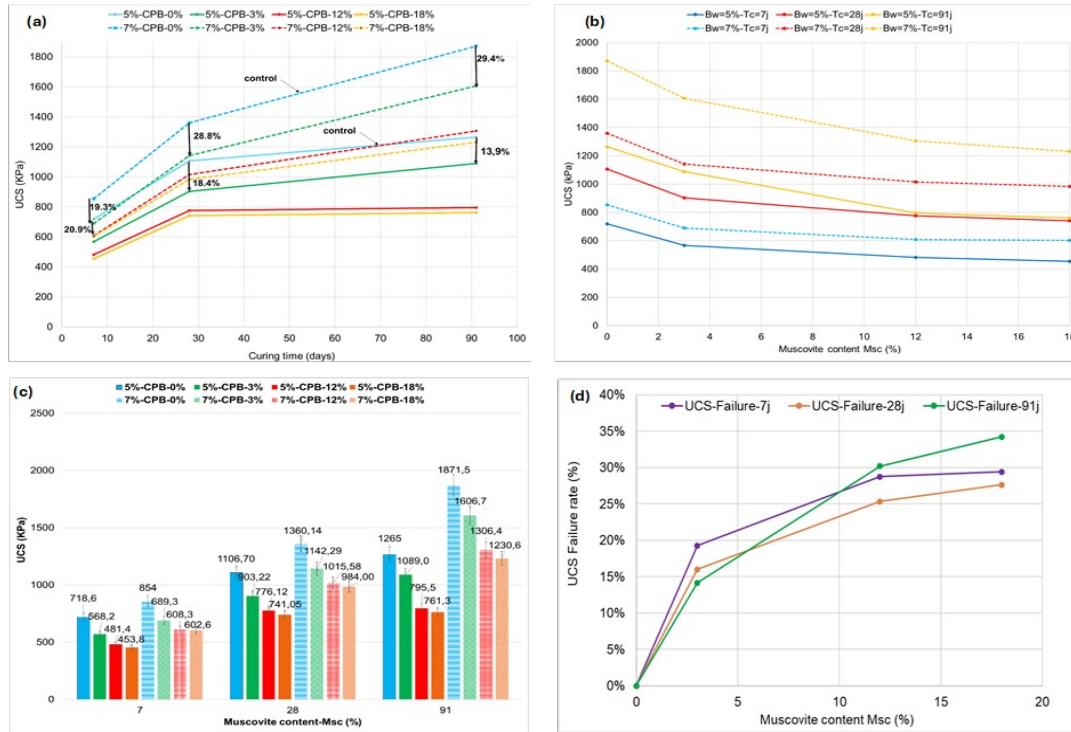 (a)
5%-CPB-0% 5%-CPB-3% 5%-CPB-12% 5%-CPB-18%
7%-CPB-0% 7%-CPB-3% 7%-CPB-12% 7%-CPB-18%
UCS (KPa)
2000
1800
1600
1400
1200
1000
800
600
400
200
0
0 10 20 30 40 50 60 70 80 90 100
Curing time (days)
control
control
29.4%
28.8%
13,9%
18.4%
19.3%
20.9%
(b)
Bw=5%-Tc=7j Bw=5%-Tc=28j Bw=5%-Tc=91j
Bw=7%-Tc=7j Bw=7%-Tc=28j Bw=7%-Tc=91j
UCS (kPa)
2000
1800
1600
1400
1200
1000
800
600
400
200
0
0 2 4 6 8 10 12 14 16 18
Muscovite content Msc (%)
(c)
5%-CPB-0% 5%-CPB-3% 5%-CPB-12% 5%-CPB-18%
7%-CPB-0% 7%-CPB-3% 7%-CPB-12% 7%-CPB-18%
UCS (KPa)
2500
2000
1500
1000
500
0
718,6
568,2
481,4
453,8
854
689,3
608,3
602,6
1106,70
903,22
776,12
741,05
1360,14
1142,29
1015,58
984,00
1265
1089,0
795,5
761,3
1871,5
1606,7
1306,4
1230,6
7 28 91
Muscovite content-Msc (%)
(d)
UCS-Failure-7j UCS-Failure-28j UCS-Failure-91j
UCS Failure rate (%)
40%
35%
30%
25%
20%
15%
10%
5%
0%
0 5 10 15 20
Muscovite content Msc (%)